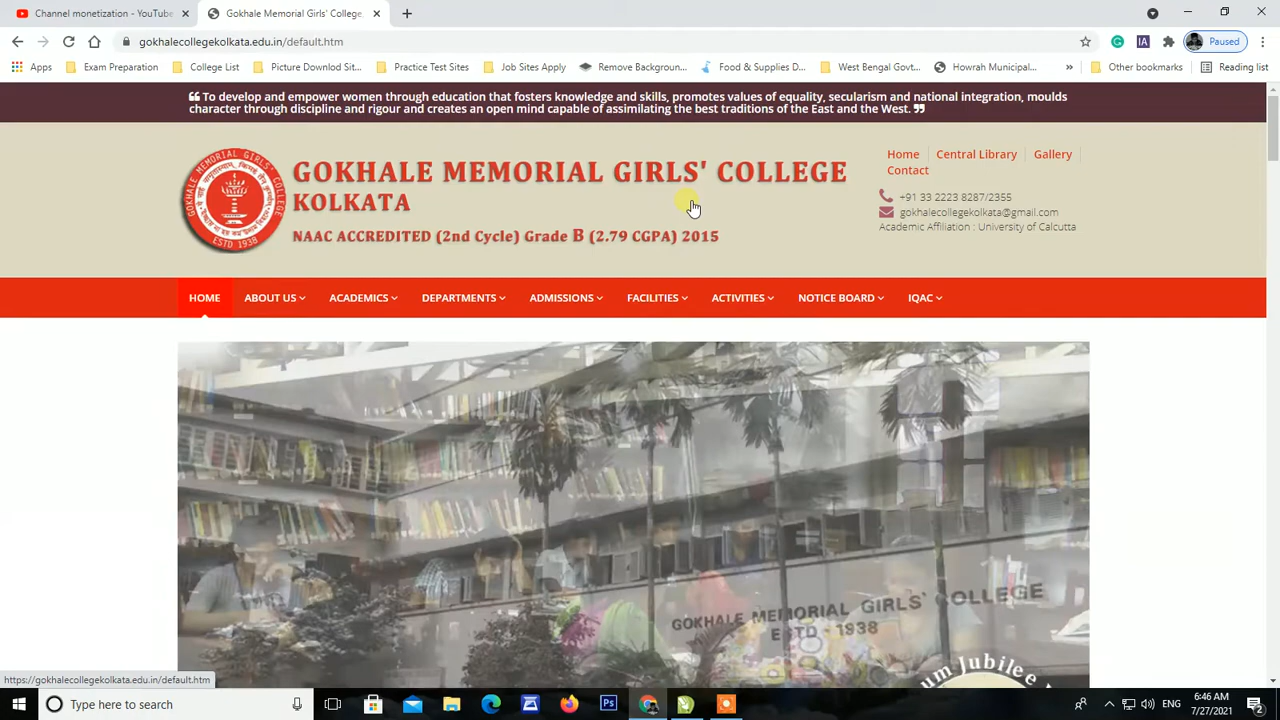 Channel monetization - YouTube
Gokhale Memorial Girls' College,
gokhalecollegekolkata.edu.in/default.htm
Paused
Apps
Exam Preparation
College List
Picture Downlod Sit...
Practice Test Sites
Job Sites Apply
Remove Backgroun...
Food & Supplies D...
West Bengal Govt...
Howrah Municipal...
»
Other bookmarks
Reading list
❝ To develop and empower women through education that fosters knowledge and skills, promotes values of equality, secularism and national integration, moulds
character through discipline and rigour and creates an open mind capable of assimilating the best traditions of the East and the West. ❞
MEMORIAL GIRLS' COLLEGE
ESTD 1938
GOKHALE MEMORIAL GIRLS' COLLEGE
KOLKATA
NAAC ACCREDITED (2nd Cycle) Grade B (2.79 CGPA) 2015
Home
Central Library
Gallery
Contact
+91 33 2223 8287/2355
gokhalecollegekolkata@gmail.com
Academic Affiliation : University of Calcutta
HOME
ABOUT US
ACADEMICS
DEPARTMENTS
ADMISSIONS
FACILITIES
ACTIVITIES
NOTICE BOARD
IQAC
GOKHALE MEMORIAL GIRLS' COLLEGE
ESTD - 1938
um Jubilee
https://gokhalecollegekolkata.edu.in/default.htm
Type here to search
Ps
ENG
6:46 AM
7/27/2021
2